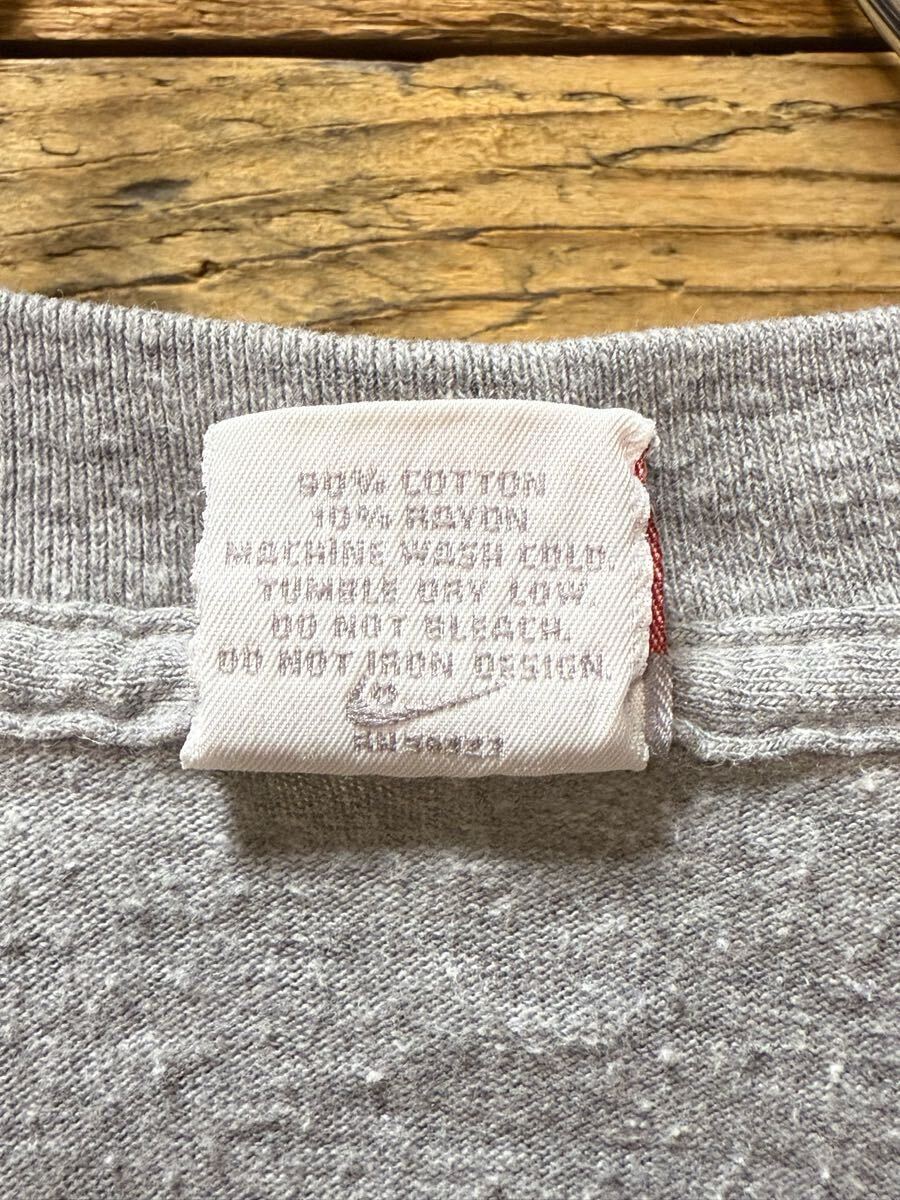 90% COTTON
10% RAYON
MACHINE WASH COLD.
TUMBLE DRY LOW.
DO NOT BLEACH.
DO NOT IRON DESIGN.